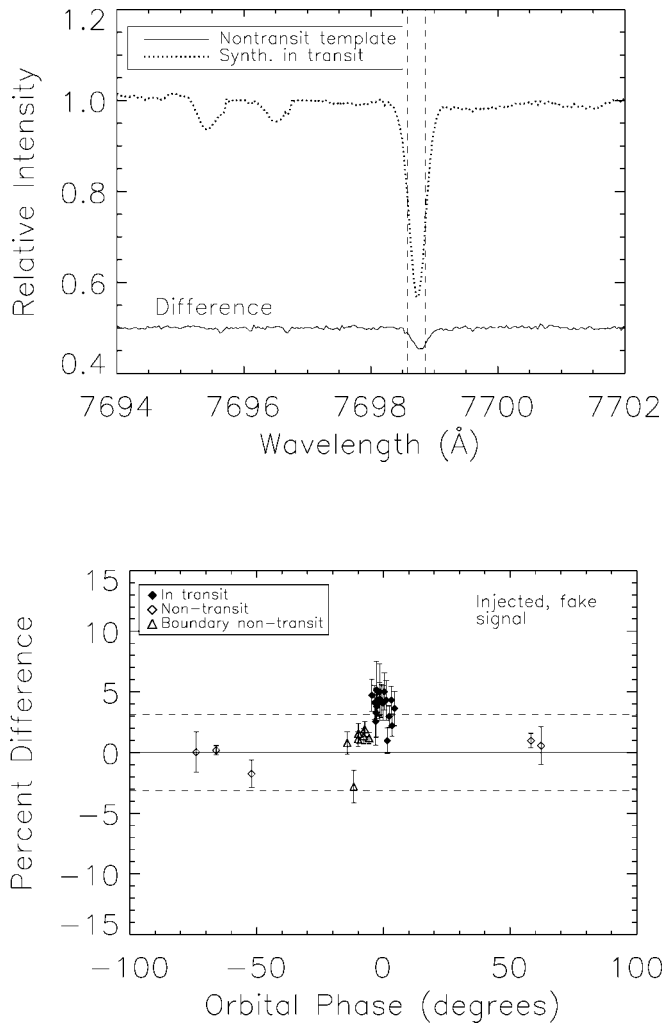 1.2
Nontransit template
Synth. in transit
1.0
0.8
0.6
0.4
Relative Intensity
Difference
7694 7696 7698 7700 7702
Wavelength (Å)
15
10
5
0
−5
−10
−15
Percent Difference
In transit
Non−transit
Boundary non−transit
Injected, fake
signal
−100 −50 0 50 100
Orbital Phase (degrees)